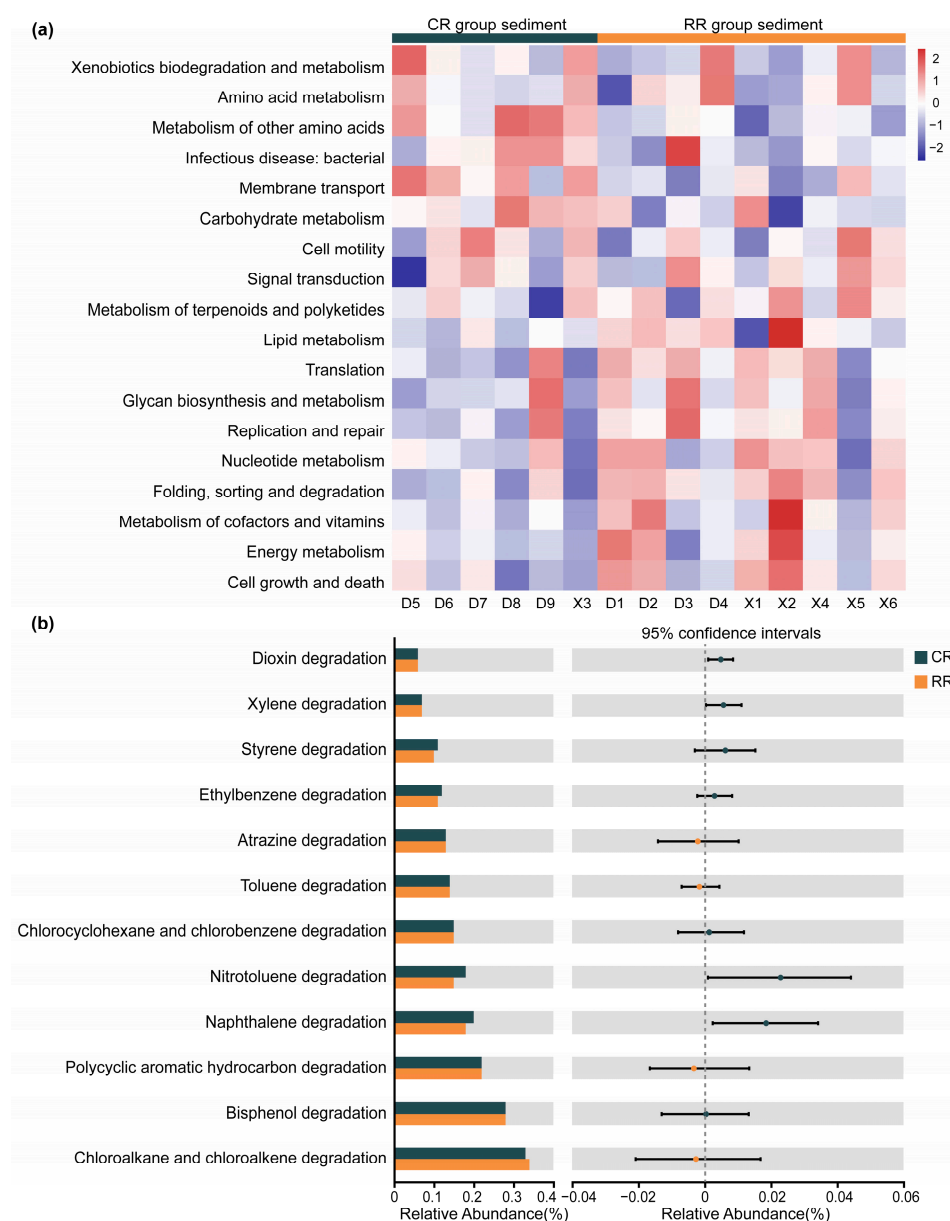 (a)
CR group sediment
RR group sediment
Xenobiotics biodegradation and metabolism
Amino acid metabolism
Metabolism of other amino acids
Infectious disease: bacterial
Membrane transport
Carbohydrate metabolism
Cell motility
Signal transduction
Metabolism of terpenoids and polyketides
Lipid metabolism
Translation
Glycan biosynthesis and metabolism
Replication and repair
Nucleotide metabolism
Folding, sorting and degradation
Metabolism of cofactors and vitamins
Energy metabolism
Cell growth and death
2
1
0
−1
−2
D5 D6 D7 D8 D9 X3 D1 D2 D3 D4 X1 X2 X4 X5 X6
(b)
95% confidence intervals
CR
RR
Dioxin degradation
Xylene degradation
Styrene degradation
Ethylbenzene degradation
Atrazine degradation
Toluene degradation
Chlorocyclohexane and chlorobenzene degradation
Nitrotoluene degradation
Naphthalene degradation
Polycyclic aromatic hydrocarbon degradation
Bisphenol degradation
Chloroalkane and chloroalkene degradation
0 0.1 0.2 0.3 0.4 −0.04 −0.02 0 0.02 0.04 0.06
Relative Abundance(%) Relative Abundance(%)